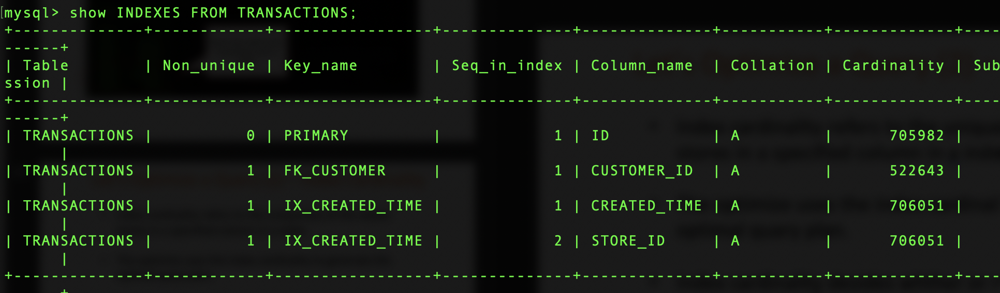 mysql> show INDEXES FROM TRANSACTIONS;
+--------------+------------+-----------------+--------------+--------------+-----------+-------------+----
------+
| Table        | Non_unique | Key_name        | Seq_in_index | Column_name  | Collation | Cardinality | Sub
ssion |
+--------------+------------+-----------------+--------------+--------------+-----------+-------------+----
------+
| TRANSACTIONS |          0 | PRIMARY         |            1 | ID           | A         |      705982 |
      |
| TRANSACTIONS |          1 | FK_CUSTOMER     |            1 | CUSTOMER_ID  | A         |      522643 |
      |
| TRANSACTIONS |          1 | IX_CREATED_TIME |            1 | CREATED_TIME | A         |      706051 |
      |
| TRANSACTIONS |          1 | IX_CREATED_TIME |            2 | STORE_ID     | A         |      706051 |
      |
+--------------+------------+-----------------+--------------+--------------+-----------+-------------+----
      +